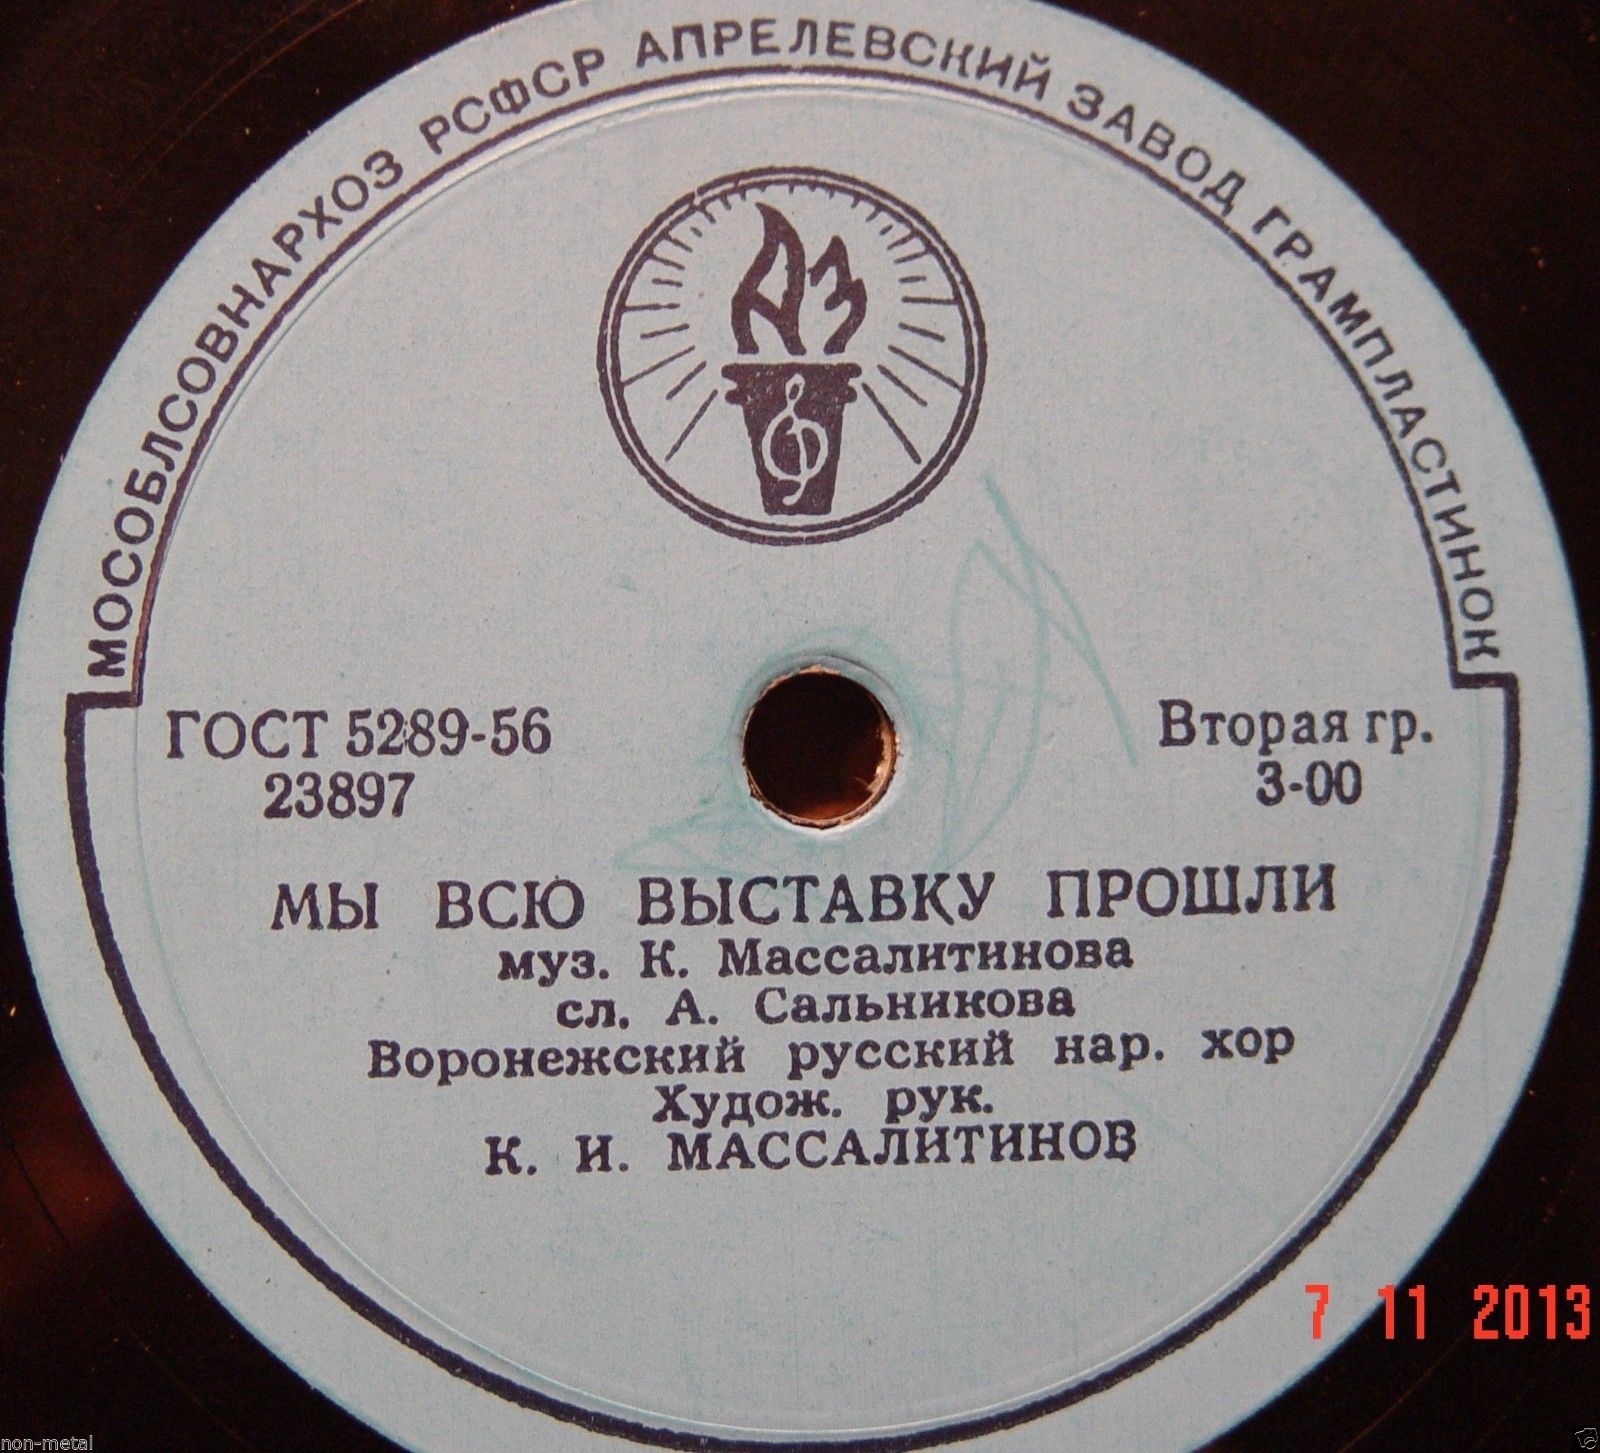 МОСОБЛСОВНАРХОЗ РСФСР АПРЕЛЕВСКИЙ ЗАВОД ГРАМПЛАСТИНОК
АЗ
ГОСТ 5289-56
23897
Вторая гр.
3-00
МЫ ВСЮ ВЫСТАВКУ ПРОШЛИ
муз. К. Массалитинова
сл. А. Сальникова
Воронежский русский нар. хор
Худож. рук.
К. И. МАССАЛИТИНОВ
7 11 2013
non-metal